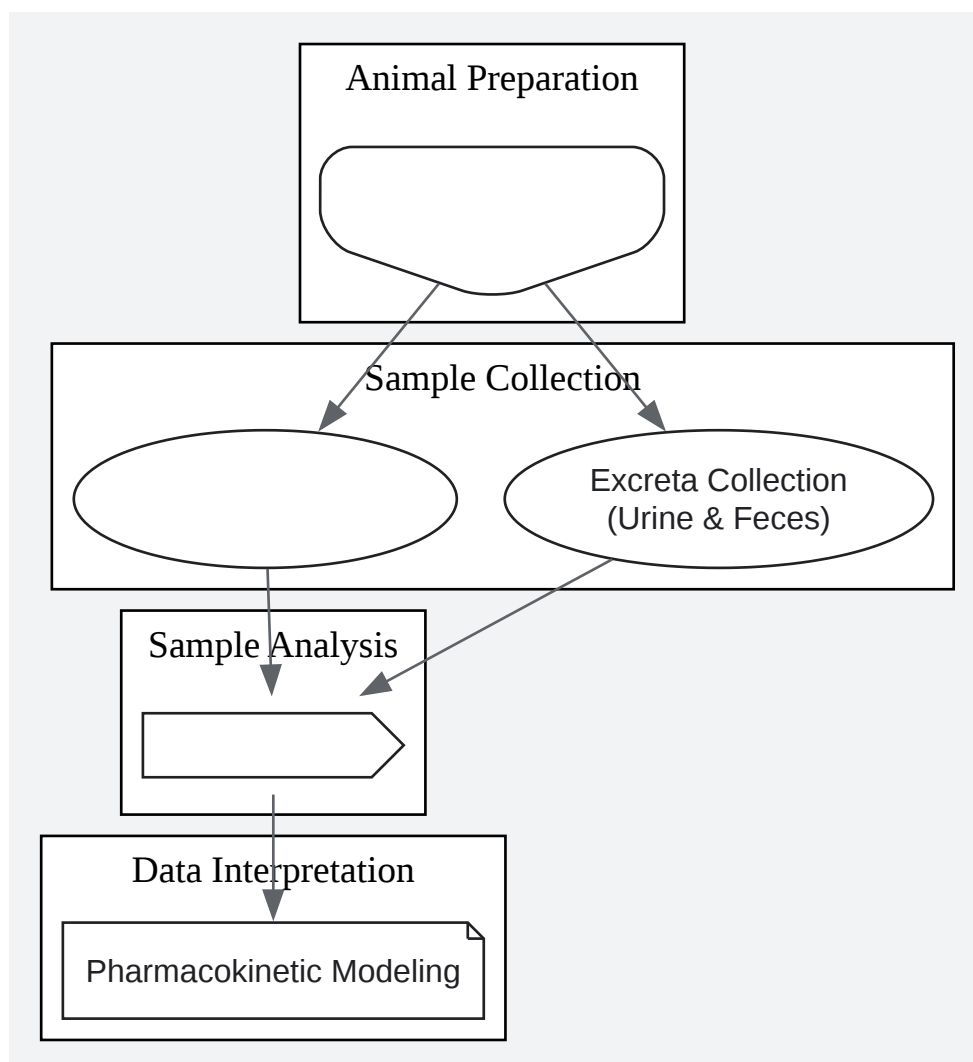 Animal Preparation
Sample Collection
Excreta Collection
(Urine & Feces)
Sample Analysis
Data Interpretation
Pharmacokinetic Modeling